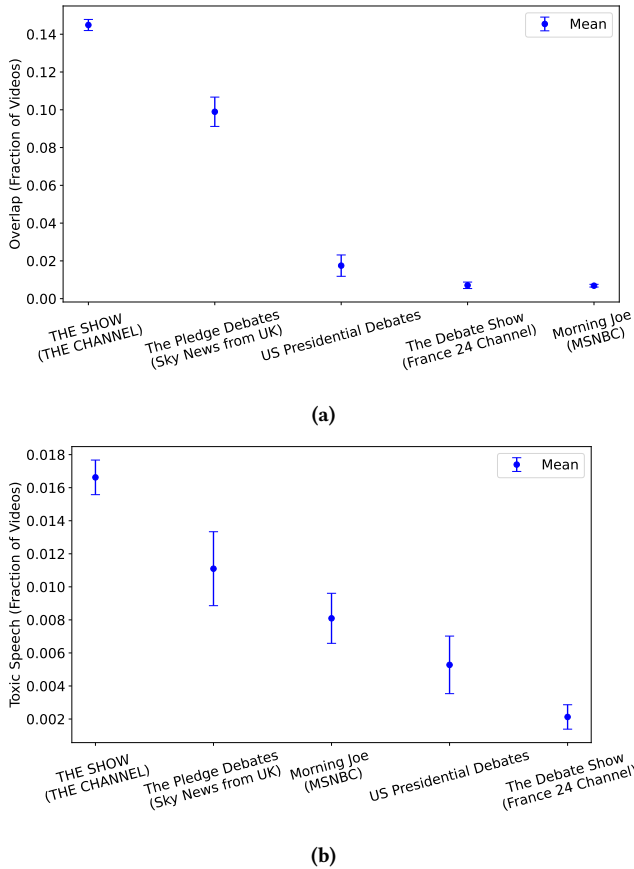 Mean
0.14
0.12
0.10
0.08
0.06
0.04
0.02
0.00
Overlap (Fraction of Videos)
THE SHOW
(THE CHANNEL)
The Pledge Debates
(Sky News from UK)
US Presidential Debates
The Debate Show
(France 24 Channel)
Morning Joe
(MSNBC)
(a)
Mean
0.018
0.016
0.014
0.012
0.010
0.008
0.006
0.004
0.002
Toxic Speech (Fraction of Videos)
THE SHOW
(THE CHANNEL)
The Pledge Debates
(Sky News from UK)
Morning Joe
(MSNBC)
US Presidential Debates
The Debate Show
(France 24 Channel)
(b)